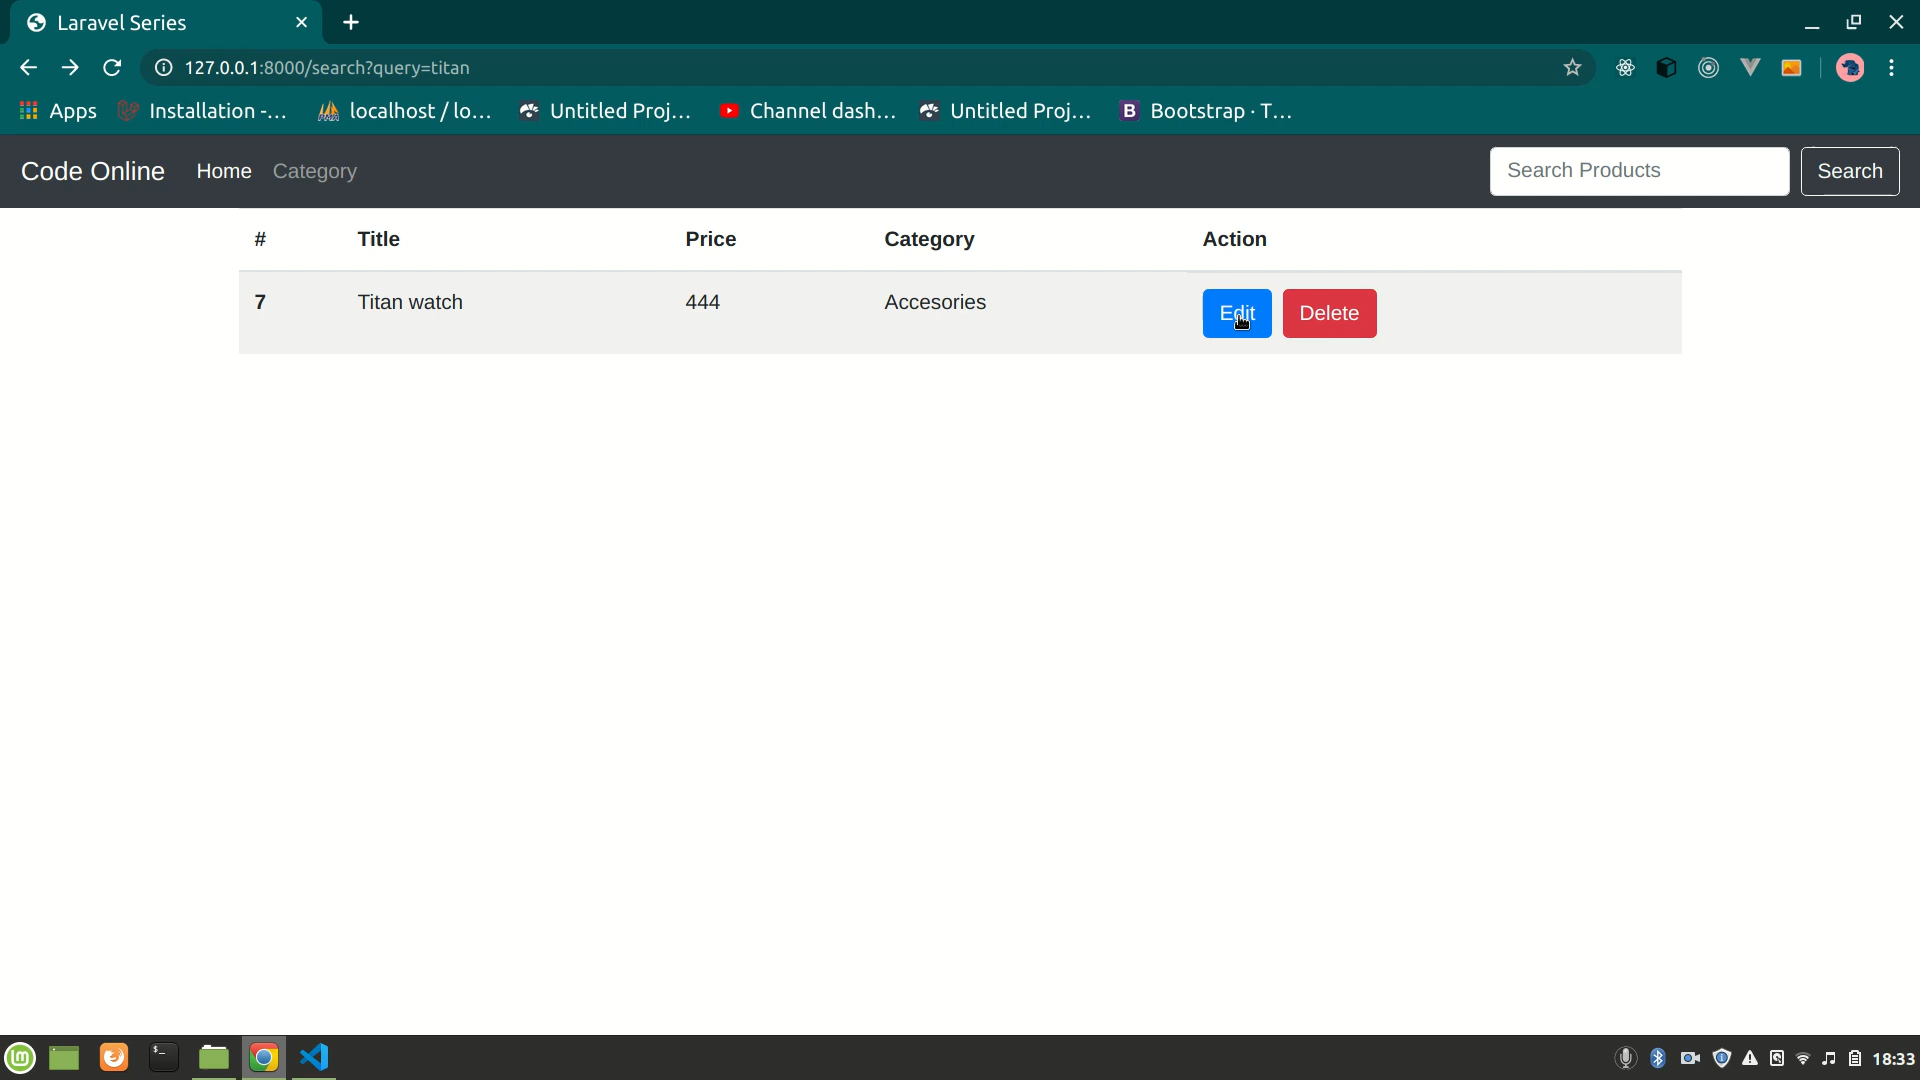 Laravel Series
127.0.0.1:8000/search?query=titan
Apps Installation -... localhost / lo... Untitled Proj... Channel dash... Untitled Proj... Bootstrap · T...
Code Online Home Category Search Products Search
# Title Price Category Action
7 Titan watch 444 Accesories Edit Delete
18:33